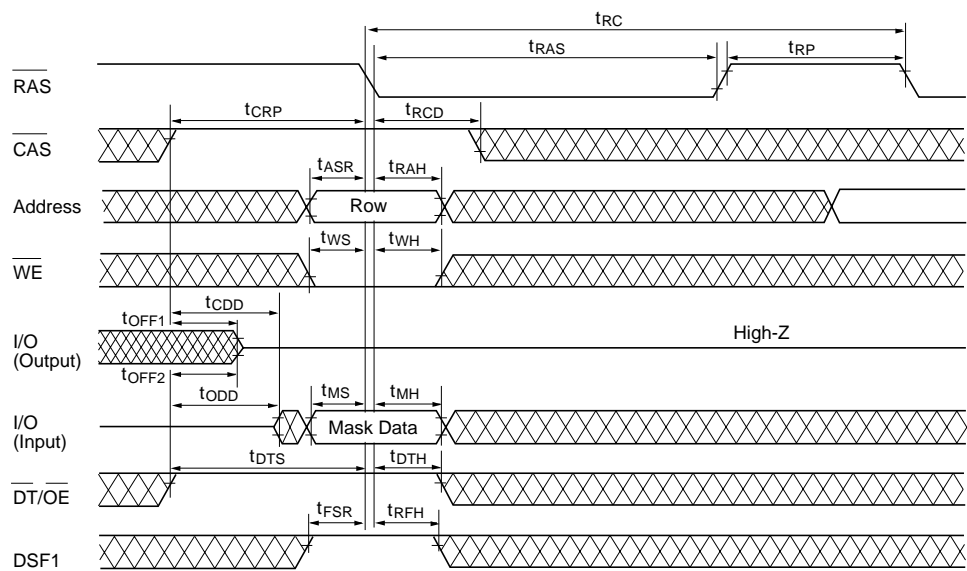 tRC
tRAS
tRP
RAS
tCRP
tRCD
CAS
tASR
tRAH
Address
Row
tWS
tWH
WE
tCDD
tOFF1
High-Z
I/O
(Output)
tOFF2
tODD
tMS
tMH
I/O
(Input)
Mask Data
tDTS
tDTH
DT/OE
tFSR
tRFH
DSF1